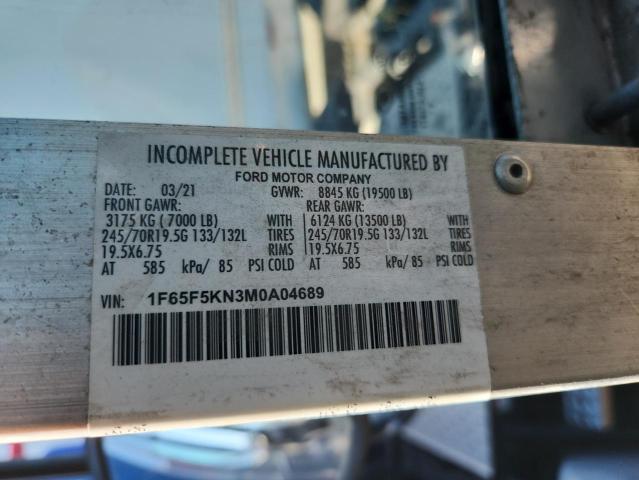 INCOMPLETE VEHICLE MANUFACTURED BY
FORD MOTOR COMPANY
DATE: 03/21 GVWR: 8845 KG (19500 LB)
FRONT GAWR: REAR GAWR:
3175 KG ( 7000 LB) WITH 6124 KG (13500 LB) WITH
245/70R19.5G 133/132L TIRES 245/70R19.5G 133/132L TIRES
19.5X6.75 RIMS 19.5X6.75 RIMS
AT 585 kPa/ 85 PSI COLD AT 585 kPa/ 85 PSI COLD
VIN: 1F65F5KN3M0A04689